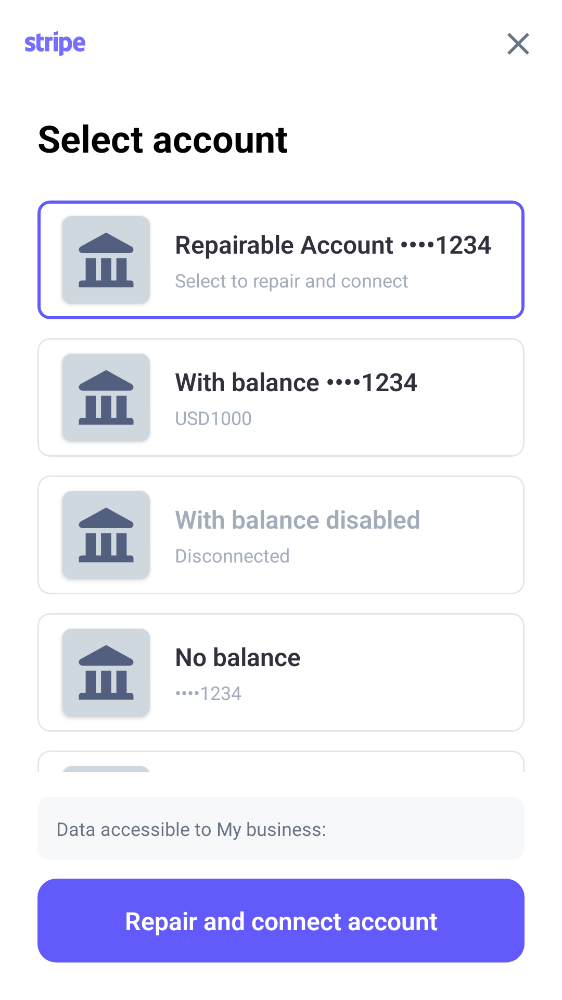 stripe
Select account
Repairable Account ••••1234
Select to repair and connect
With balance ••••1234
USD1000
With balance disabled
Disconnected
No balance
••••1234
Data accessible to My business:
Repair and connect account